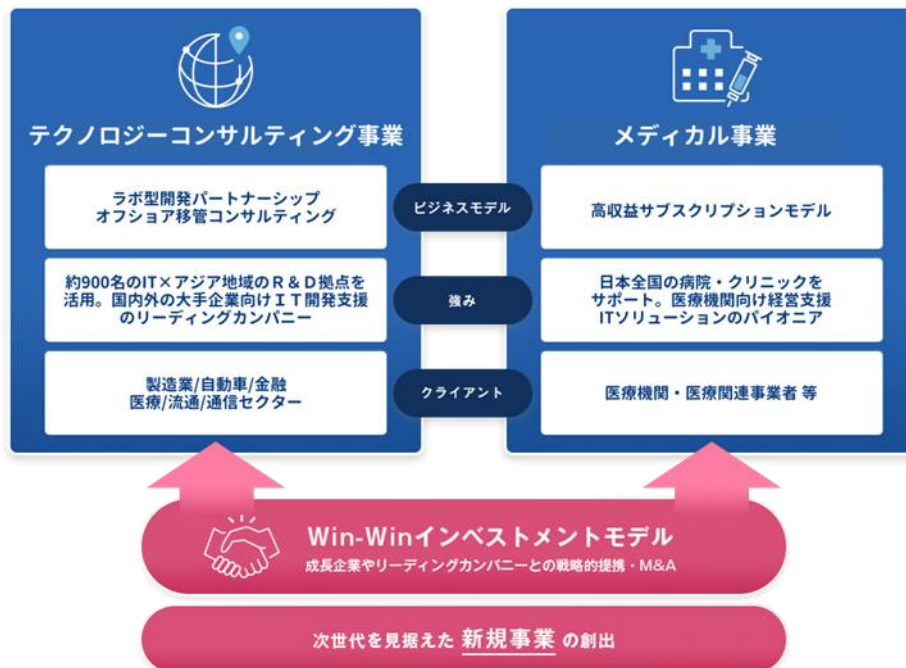 テクノロジーコンサルティング事業
メディカル事業
ラボ型開発パートナーシップ
オフショア移管コンサルティング
ビジネスモデル
高収益サブスクリプションモデル
約900名のIT×アジア地域のR＆D拠点を
活用。国内外の大手企業向けIT開発支援
のリーディングカンパニー
強み
日本全国の病院・クリニックを
サポート。医療機関向け経営支援
ITソリューションのパイオニア
製造業/自動車/金融
医療/流通/通信セクター
クライアント
医療機関・医療関連事業者 等
Win-Winインベストメントモデル
成長企業やリーディングカンパニーとの戦略的提携・M&A
次世代を見据えた 新規事業 の創出